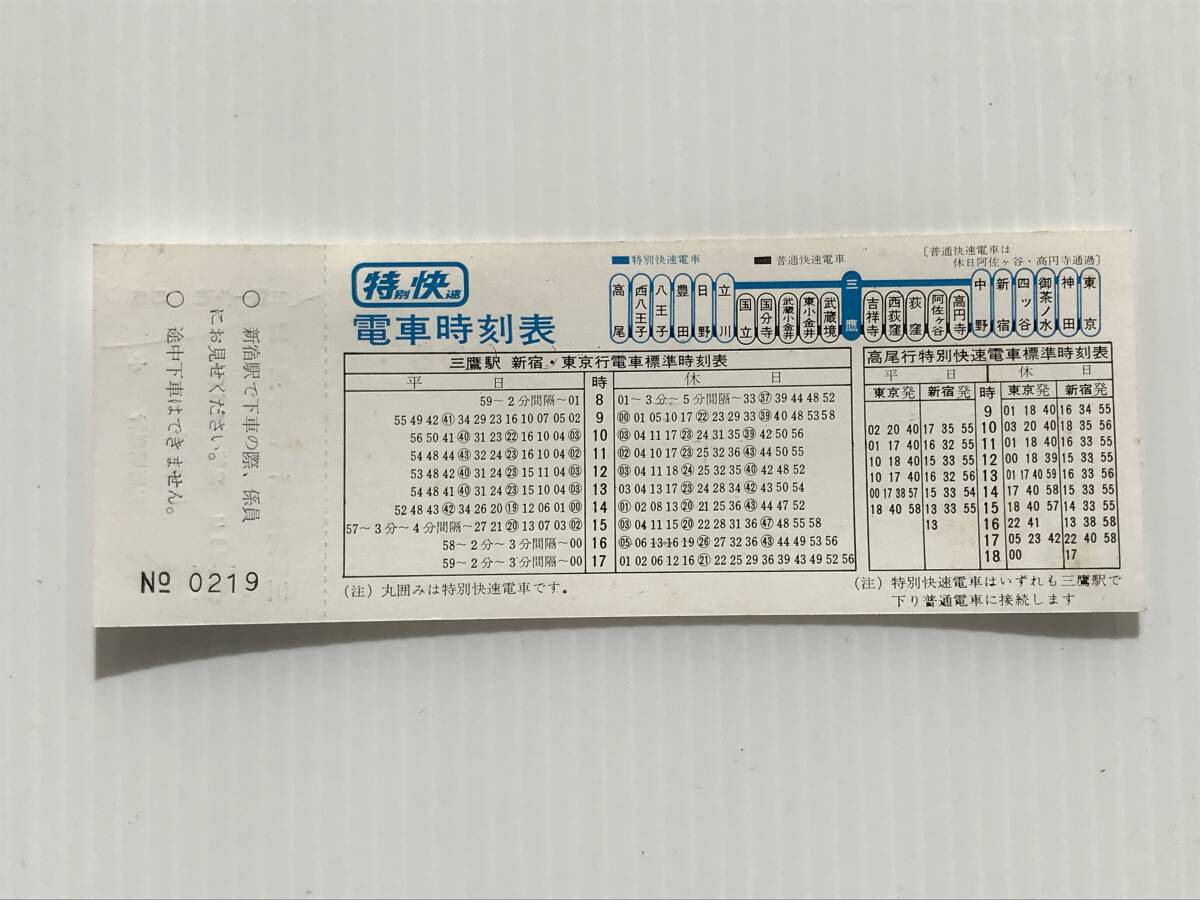 ○ 新宿駅で下車の際、係員
にお見せください。
○ 途中下車はできません。
No 0219
特別快速
電車時刻表
特別快速電車 普通快速電車
〔普通快速電車は
休日阿佐ヶ谷・高円寺通過〕
高尾 西八王子 八王子 豊田 日野 立川 国立 国分寺 武蔵小金井 東小金井 武蔵境 三鷹 吉祥寺 西荻窪 荻窪 阿佐ケ谷 高円寺 中野 新宿 四ッ谷 御茶ノ水 神田 東京
三鷹駅 新宿・東京行電車標準時刻表
平日 時 休日
59～2分間隔～01 8 01～3分～5分間隔～33 ㊲ 39 44 48 52
55 49 42 ㊶ 34 29 23 16 10 07 05 02 9 ⓪⓪ 01 05 10 17 ㉒ 23 29 33 ㊴ 40 48 53 58
56 50 41 ㊵ 31 23 ㉒ 16 10 04 ⓪③ 10 ⓪③ 04 11 17 ㉓ 24 31 35 ㊴ 42 50 56
54 48 44 ㊸ 32 27 ㉓ 16 10 04 ⓪② 11 ⓪② 04 10 17 ㉓ 25 32 40 ㊸ 44 50 55
53 48 42 ㊵ 31 24 ㉓ 15 11 04 ⓪③ 12 ⓪③ 04 11 18 ㉔ 25 32 35 ㊵ 42 48 53
54 48 41 ㊵ 31 24 ㉓ 15 10 04 ⓪③ 13 03 04 13 17 ㉓ 28 34 ㊷ 43 50 54
52 48 43 ㊷ 34 26 20 ⑲ 12 06 01 ⓪⓪ 14 ⓪① 02 08 13 ⑳ 21 28 35 ㊸ 44 47 52
57～3分～4分間隔～27 21 ⑳ 13 07 03 ⓪② 15 ⓪③ 04 11 15 ⑳ 22 26 31 36 ㊼ 48 55 58
58～2分～3分間隔～00 16 ⓪⑤ 06 13 16 19 ㉖ 27 32 36 ㊸ 44 49 53 56
59～2分～3分間隔～00 17 01 02 06 12 16 ㉑ 22 25 29 36 39 43 49 52 56
(注) 丸囲みは特別快速電車です。
高尾行特別快速電車標準時刻表
平日 時 休日
東京発 新宿発 東京発 新宿発
9 01 18 40 16 34 55
02 20 40 17 35 55 10 03 20 40 18 35 56
01 17 40 16 32 55 11 01 18 40 16 33 55
10 18 40 15 33 55 12 00 18 39 15 33 55
10 17 40 16 32 56 13 01 17 40 59 16 33 56
00 17 38 57 15 33 54 14 17 40 58 15 33 55
18 40 58 13 33 55 15 18 40 57 14 33 55
13 16 22 41 13 38 58
17 05 23 42 22 40 58
18 00 17
(注) 特別快速電車はいずれも三鷹駅で
下り普通電車に接続します